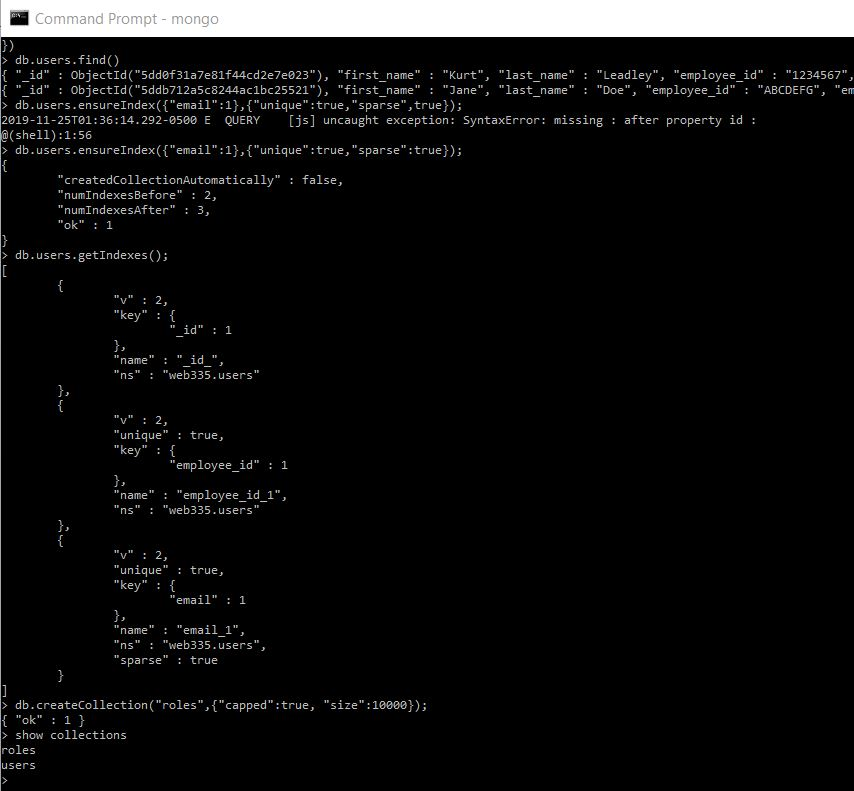 Command Prompt - mongo
})
> db.users.find()
{ "_id" : ObjectId("5dd0f31a7e81f44cd2e7e023"), "first_name" : "Kurt", "last_name" : "Leadley", "employee_id" : "1234567",
{ "_id" : ObjectId("5ddb712a5c8244ac1bc25521"), "first_name" : "Jane", "last_name" : "Doe", "employee_id" : "ABCDEFG", "em
> db.users.ensureIndex({"email":1},{"unique":true,"sparse",true});
2019-11-25T01:36:14.292-0500 E  QUERY    [js] uncaught exception: SyntaxError: missing : after property id :
@(shell):1:56
> db.users.ensureIndex({"email":1},{"unique":true,"sparse":true});
{
        "createdCollectionAutomatically" : false,
        "numIndexesBefore" : 2,
        "numIndexesAfter" : 3,
        "ok" : 1
}
> db.users.getIndexes();
[
        {
                "v" : 2,
                "key" : {
                        "_id" : 1
                },
                "name" : "_id_",
                "ns" : "web335.users"
        },
        {
                "v" : 2,
                "unique" : true,
                "key" : {
                        "employee_id" : 1
                },
                "name" : "employee_id_1",
                "ns" : "web335.users"
        },
        {
                "v" : 2,
                "unique" : true,
                "key" : {
                        "email" : 1
                },
                "name" : "email_1",
                "ns" : "web335.users",
                "sparse" : true
        }
]
> db.createCollection("roles",{"capped":true, "size":10000});
{ "ok" : 1 }
> show collections
roles
users
>